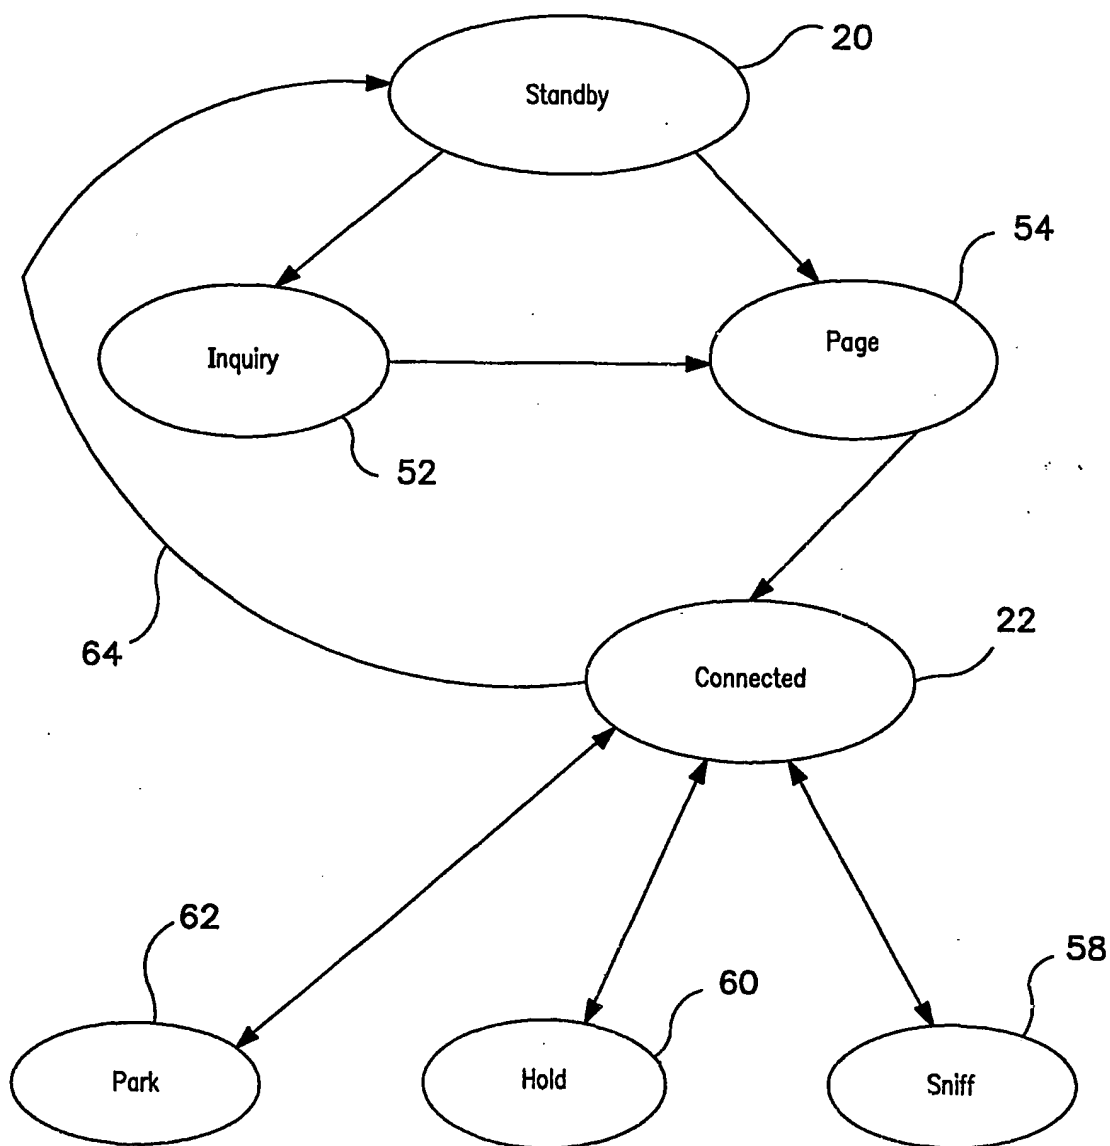 20
Standby
54
Page
Inquiry
52
22
64
Connected
62
58
60
Park
Hold
Sniff